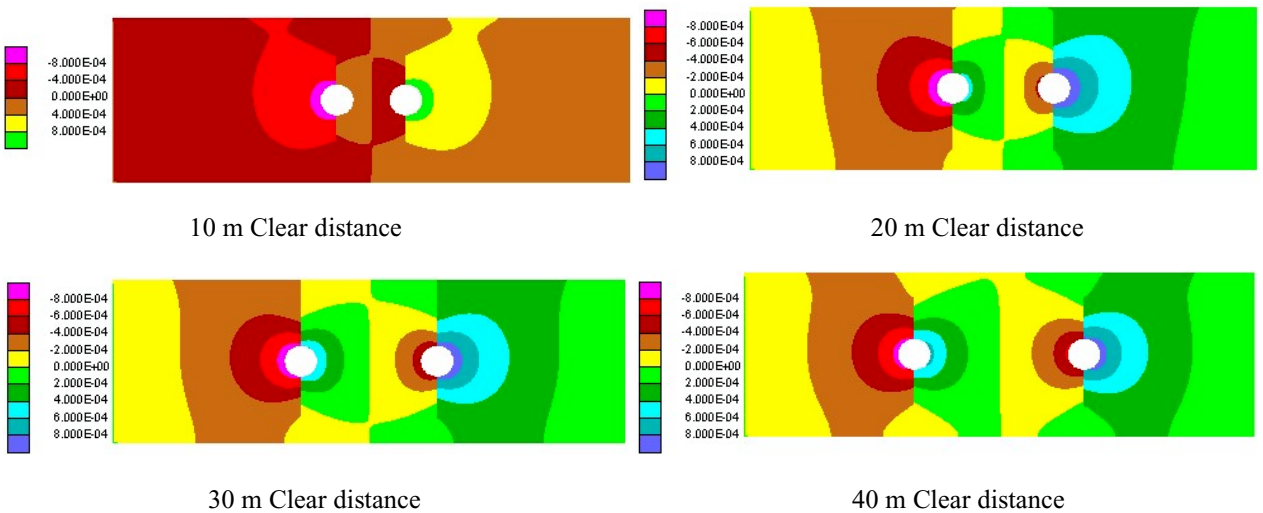 -8.000E-04
-4.000E-04
0.000E+00
4.000E-04
8.000E-04
10 m Clear distance
-8.000E-04
-6.000E-04
-4.000E-04
-2.000E-04
0.000E+00
2.000E-04
4.000E-04
6.000E-04
8.000E-04
20 m Clear distance
-8.000E-04
-6.000E-04
-4.000E-04
-2.000E-04
0.000E+00
2.000E-04
4.000E-04
6.000E-04
8.000E-04
30 m Clear distance
-8.000E-04
-6.000E-04
-4.000E-04
-2.000E-04
0.000E+00
2.000E-04
4.000E-04
6.000E-04
8.000E-04
40 m Clear distance